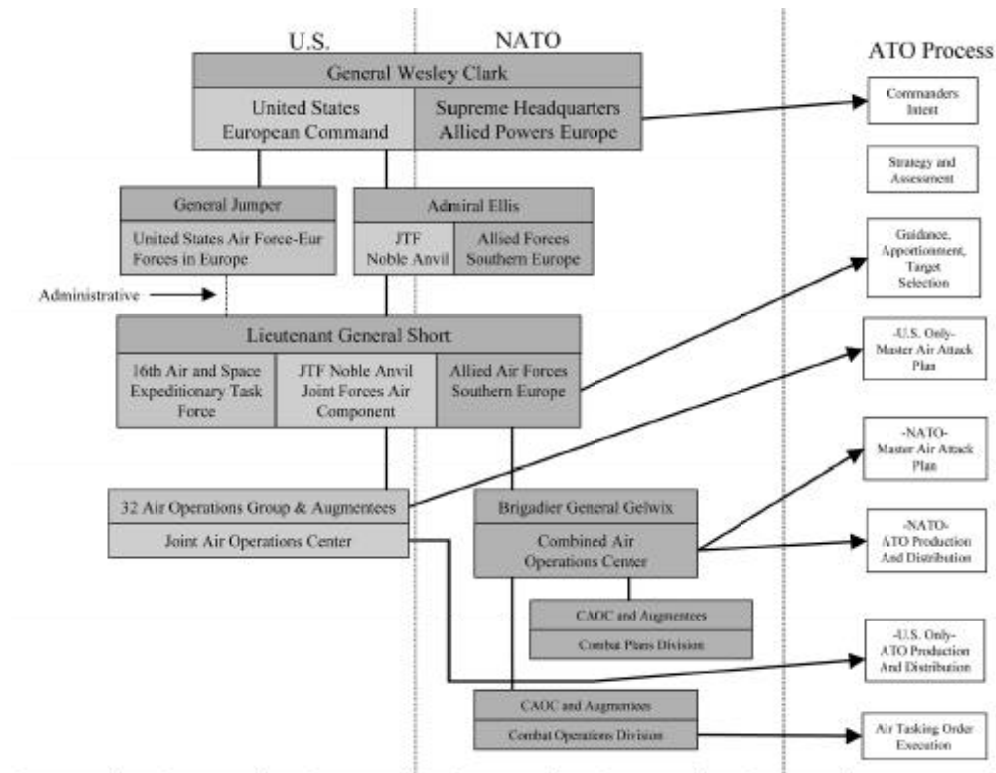 U.S.
NATO
ATO Process
General Wesley Clark
United States
European Command
Supreme Headquarters
Allied Powers Europe
Commanders
Intent
Strategy and
Assessment
General Jumper
United States Air Force-Eur
Forces in Europe
Admiral Ellis
JTF
Noble Anvil
Allied Forces
Southern Europe
Guidance,
Apportionment,
Target
Selection
Administrative
Lieutenant General Short
16th Air and Space
Expeditionary Task
Force
JTF Noble Anvil
Joint Forces Air
Component
Allied Air Forces
Southern Europe
-U.S. Only-
Master Air Attack
Plan
-NATO-
Master Air Attack
Plan
32 Air Operations Group & Augmentees
Joint Air Operations Center
Brigadier General Gelwix
Combined Air
Operations Center
-NATO-
ATO Production
And Distribution
CAOC and Augmentees
Combat Plans Division
-U.S. Only-
ATO Production
And Distribution
CAOC and Augmentees
Combat Operations Division
Air Tasking Order
Execution